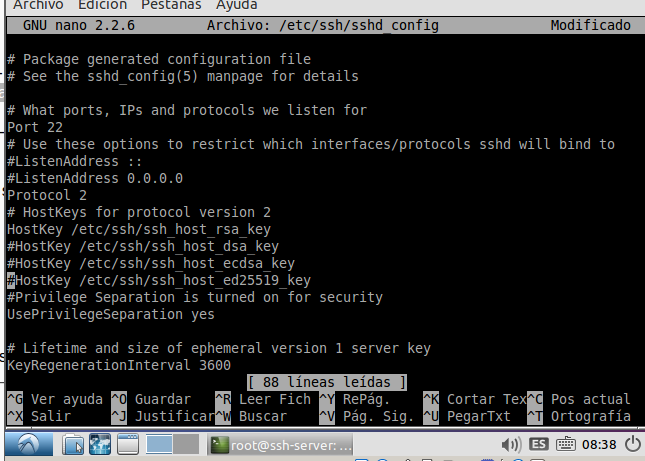 Archivo Edición Pestañas Ayuda
GNU nano 2.2.6 Archivo: /etc/ssh/sshd_config Modificado
# Package generated configuration file
# See the sshd_config(5) manpage for details
# What ports, IPs and protocols we listen for
Port 22
# Use these options to restrict which interfaces/protocols sshd will bind to
#ListenAddress ::
#ListenAddress 0.0.0.0
Protocol 2
# HostKeys for protocol version 2
HostKey /etc/ssh/ssh_host_rsa_key
#HostKey /etc/ssh/ssh_host_dsa_key
#HostKey /etc/ssh/ssh_host_ecdsa_key
#HostKey /etc/ssh/ssh_host_ed25519_key
#Privilege Separation is turned on for security
UsePrivilegeSeparation yes
# Lifetime and size of ephemeral version 1 server key
KeyRegenerationInterval 3600
[ 88 líneas leídas ]
^G Ver ayuda ^O Guardar ^R Leer Fich ^Y RePág. ^K Cortar Tex ^C Pos actual
^X Salir ^J Justificar ^W Buscar ^V Pág. Sig. ^U PegarTxt ^T Ortografía
root@ssh-server: ... ES 08:38